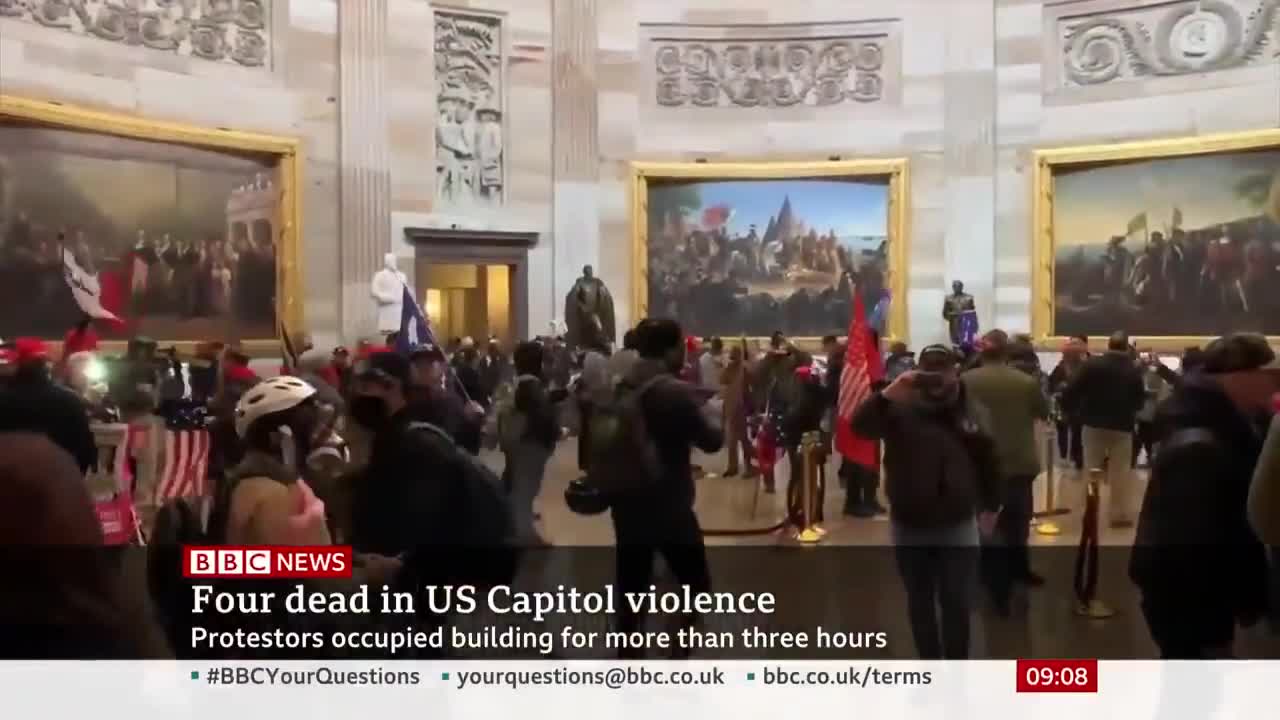 BBC NEWS
Four dead in US Capitol violence
Protestors occupied building for more than three hours
#BBCYourQuestions yourquestions@bbc.co.uk bbc.co.uk/terms 09:08